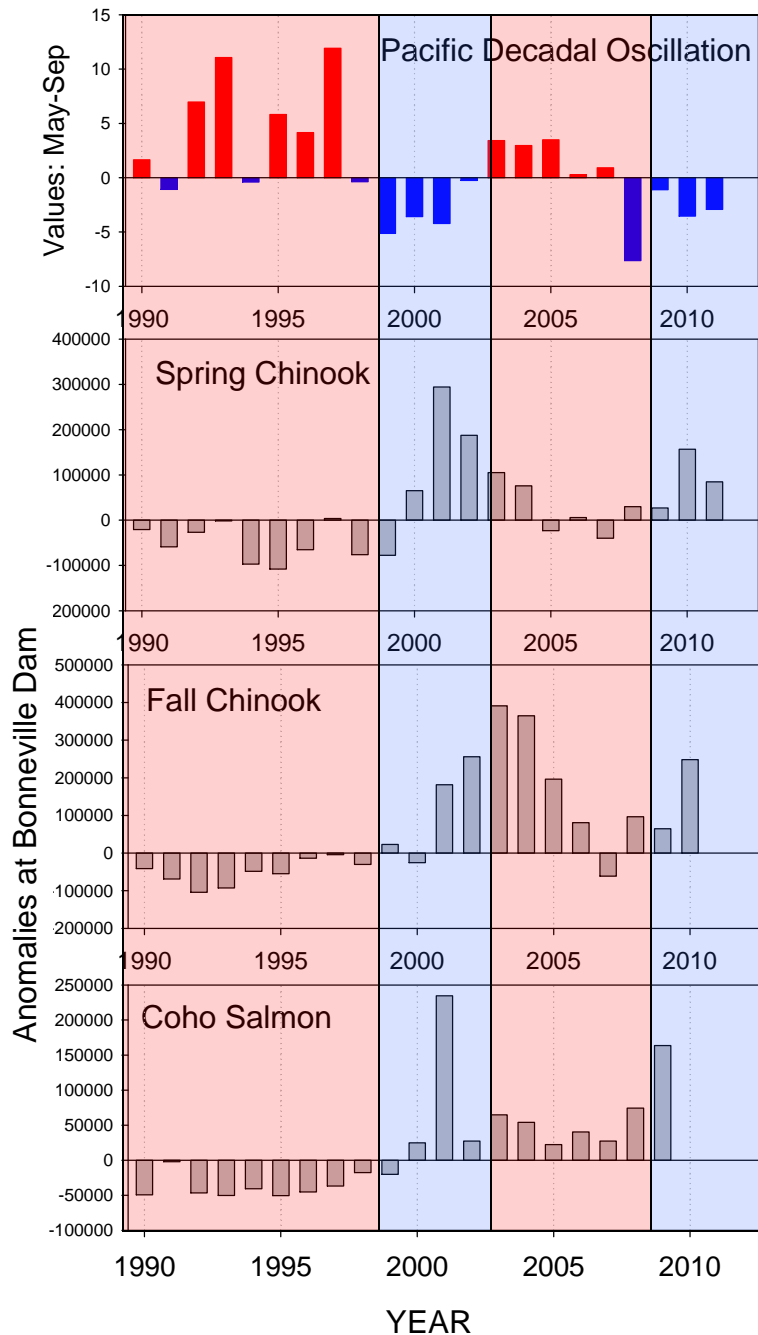 15
Pacific Decadal Oscillation
10
5
0
-5
-10
Values: May-Sep
1990 1995 2000 2005 2010
400000
Spring Chinook
300000
200000
100000
0
-100000
200000
1990 1995 2000 2005 2010
500000
Fall Chinook
400000
300000
200000
100000
0
-100000
-200000
1990 1995 2000 2005 2010
Anomalies at Bonneville Dam
250000
Coho Salmon
200000
150000
100000
50000
0
-50000
-100000
1990 1995 2000 2005 2010
YEAR